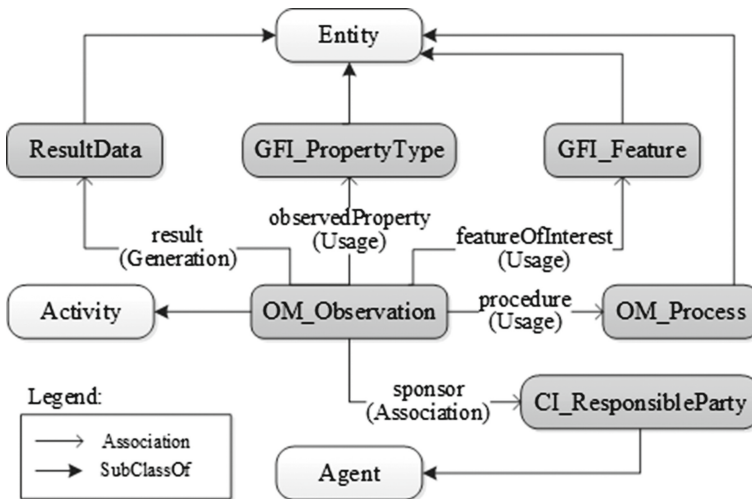 Entity
ResultData
GFI_PropertyType
GFI_Feature
result
(Generation)
observedProperty
(Usage)
featureOfInterest
(Usage)
Activity
OM_Observation
procedure
(Usage)
OM_Process
Legend:
Association
SubClassOf
sponsor
(Association)
CI_ResponsibleParty
Agent